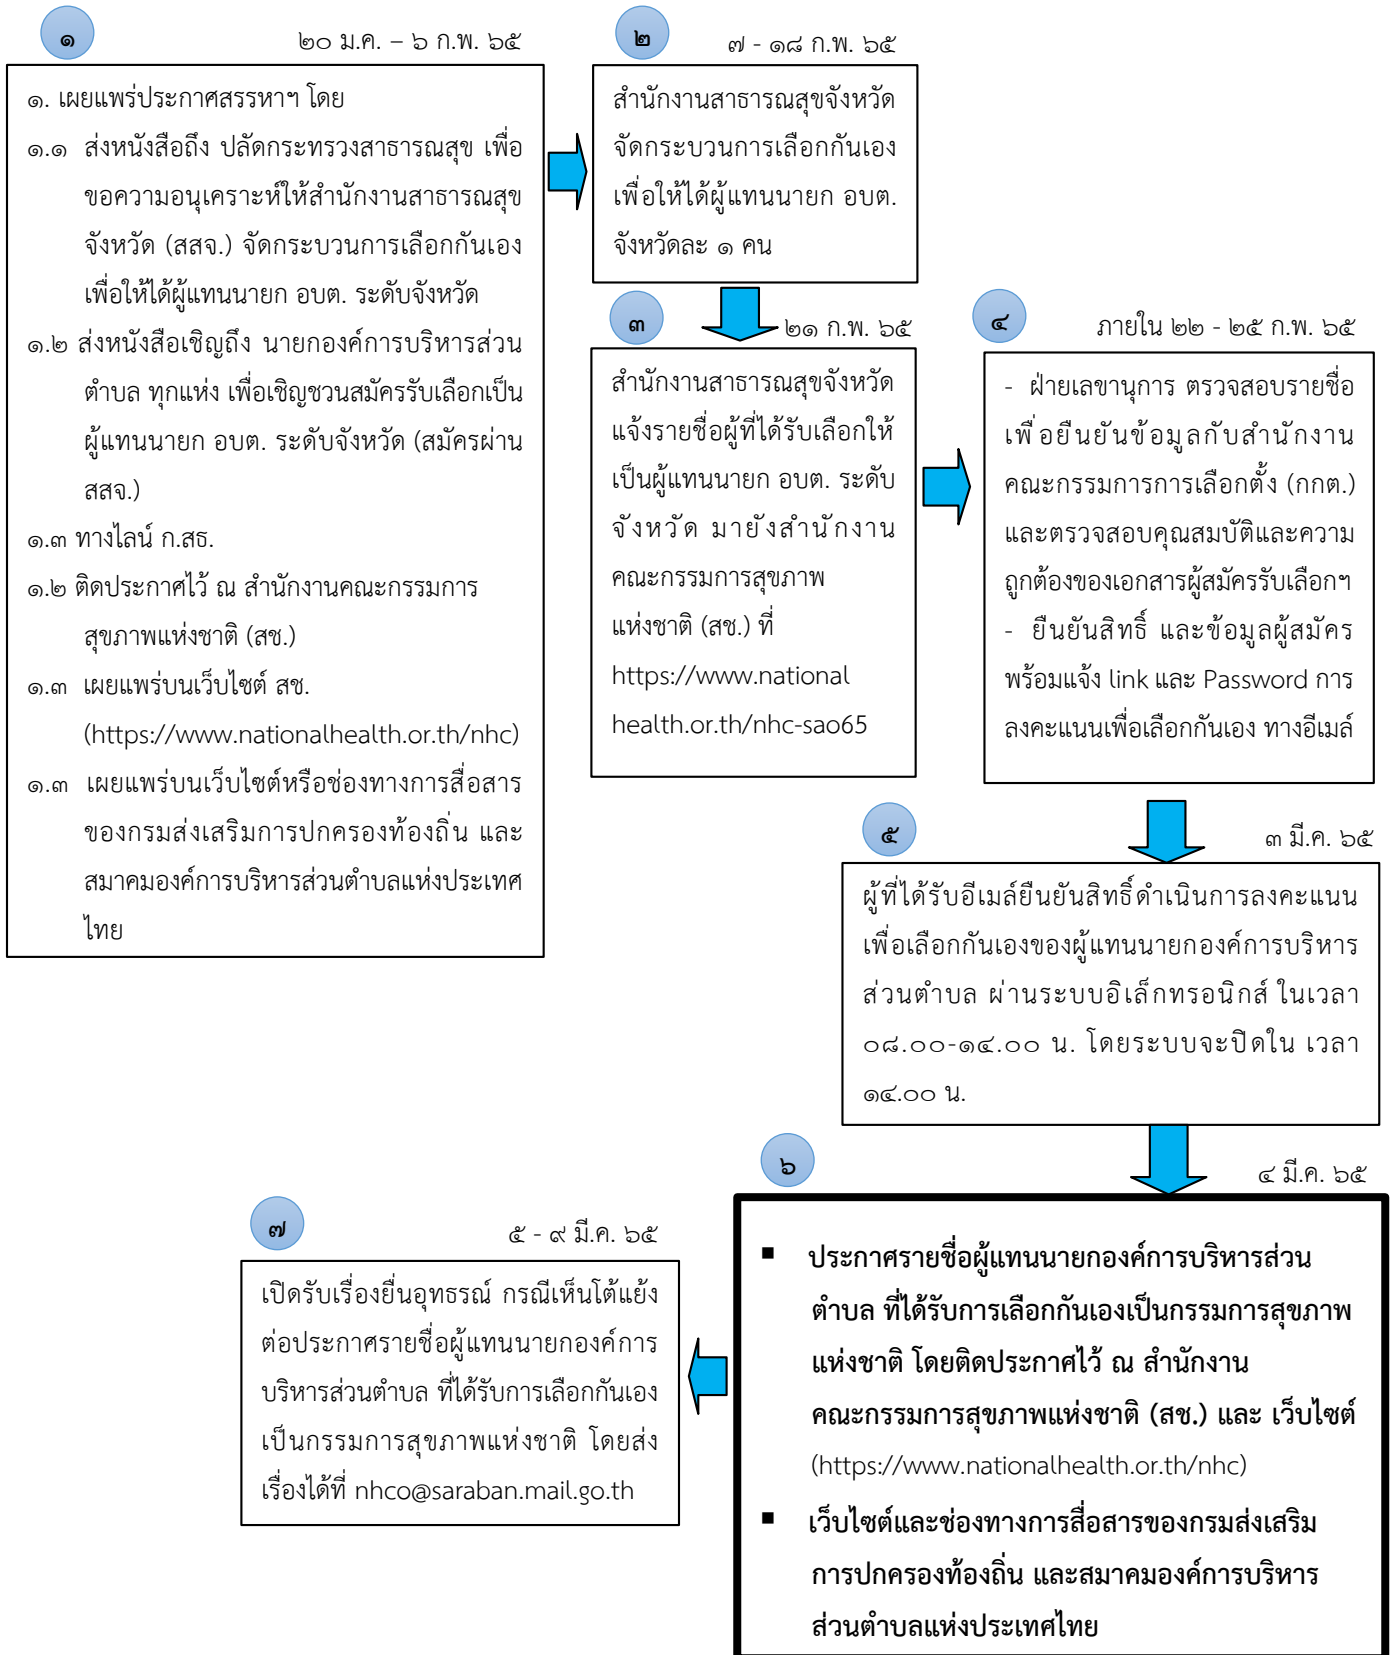 ๑
๒๐ ม.ค. – ๖ ก.พ. ๖๕
๑. เผยแพร่ประกาศสรรหาฯ โดย
๑.๑ ส่งหนังสือถึง ปลัดกระทรวงสาธารณสุข เพื่อ
ขอความอนุเคราะห์ให้สำนักงานสาธารณสุข
จังหวัด (สสจ.) จัดกระบวนการเลือกกันเอง
เพื่อให้ได้ผู้แทนนายก อบต. ระดับจังหวัด
๑.๒ ส่งหนังสือเชิญถึง นายกองค์การบริหารส่วน
ตำบล ทุกแห่ง เพื่อเชิญชวนสมัครรับเลือกเป็น
ผู้แทนนายก อบต. ระดับจังหวัด (สมัครผ่าน
สสจ.)
๑.๓ ทางไลน์ ก.สธ.
๑.๒ ติดประกาศไว้ ณ สำนักงานคณะกรรมการ
สุขภาพแห่งชาติ (สช.)
๑.๓ เผยแพร่บนเว็บไซต์ สช.
(https://www.nationalhealth.or.th/nhc)
๑.๓ เผยแพร่บนเว็บไซต์หรือช่องทางการสื่อสาร
ของกรมส่งเสริมการปกครองท้องถิ่น และ
สมาคมองค์การบริหารส่วนตำบลแห่งประเทศ
ไทย
๒
๗ - ๑๘ ก.พ. ๖๕
สำนักงานสาธารณสุขจังหวัด
จัดกระบวนการเลือกกันเอง
เพื่อให้ได้ผู้แทนนายก อบต.
จังหวัดละ ๑ คน
๓
๒๑ ก.พ. ๖๕
สำนักงานสาธารณสุขจังหวัด
แจ้งรายชื่อผู้ที่ได้รับเลือกให้
เป็นผู้แทนนายก อบต. ระดับ
จังหวัด มายังสำนักงาน
คณะกรรมการสุขภาพ
แห่งชาติ (สช.) ที่
https://www.national
health.or.th/nhc-sao65
๔
ภายใน ๒๒ - ๒๕ ก.พ. ๖๕
- ฝ่ายเลขานุการ ตรวจสอบรายชื่อ
เพื่อยืนยันข้อมูลกับสำนักงาน
คณะกรรมการการเลือกตั้ง (กกต.)
และตรวจสอบคุณสมบัติและความ
ถูกต้องของเอกสารผู้สมัครรับเลือกฯ
- ยืนยันสิทธิ์ และข้อมูลผู้สมัคร
พร้อมแจ้ง link และ Password การ
ลงคะแนนเพื่อเลือกกันเอง ทางอีเมล์
๕
๓ มี.ค. ๖๕
ผู้ที่ได้รับอีเมล์ยืนยันสิทธิ์ดำเนินการลงคะแนน
เพื่อเลือกกันเองของผู้แทนนายกองค์การบริหาร
ส่วนตำบล ผ่านระบบอิเล็กทรอนิกส์ ในเวลา
๐๘.๐๐-๑๔.๐๐ น. โดยระบบจะปิดใน เวลา
๑๔.๐๐ น.
๖
๔ มี.ค. ๖๕
▪ ประกาศรายชื่อผู้แทนนายกองค์การบริหารส่วน
ตำบล ที่ได้รับการเลือกกันเองเป็นกรรมการสุขภาพ
แห่งชาติ โดยติดประกาศไว้ ณ สำนักงาน
คณะกรรมการสุขภาพแห่งชาติ (สช.) และ เว็บไซต์
(https://www.nationalhealth.or.th/nhc)
▪ เว็บไซต์และช่องทางการสื่อสารของกรมส่งเสริม
การปกครองท้องถิ่น และสมาคมองค์การบริหาร
ส่วนตำบลแห่งประเทศไทย
๗
๕ - ๙ มี.ค. ๖๕
เปิดรับเรื่องยื่นอุทธรณ์ กรณีเห็นโต้แย้ง
ต่อประกาศรายชื่อผู้แทนนายกองค์การ
บริหารส่วนตำบล ที่ได้รับการเลือกกันเอง
เป็นกรรมการสุขภาพแห่งชาติ โดยส่ง
เรื่องได้ที่ nhco@saraban.mail.go.th